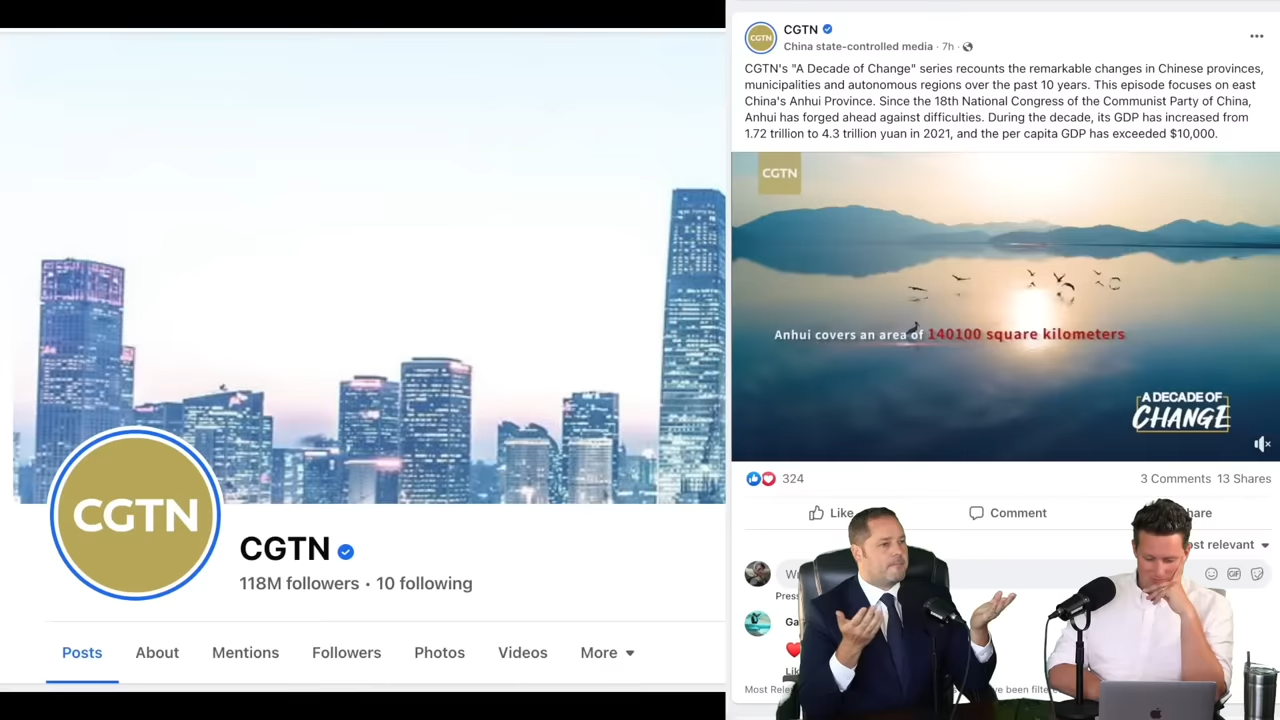 CGTN
CGTN
118M followers · 10 following
Posts
About
Mentions
Followers
Photos
Videos
More
CGTN
CGTN
China state-controlled media · 7h ·
CGTN's "A Decade of Change" series recounts the remarkable changes in Chinese provinces,
municipalities and autonomous regions over the past 10 years. This episode focuses on east
China's Anhui Province. Since the 18th National Congress of the Communist Party of China,
Anhui has forged ahead against difficulties. During the decade, its GDP has increased from
1.72 trillion to 4.3 trillion yuan in 2021, and the per capita GDP has exceeded $10,000.
CGTN
Anhui covers an area of 140100 square kilometers
A DECADE OF
CHANGE
324
3 Comments 13 Shares
Like
Comment
relevant
GIF
Most